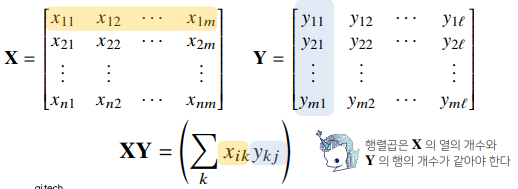 X = [ x11 x12 ⋯ x1m
x21 x22 ⋯ x2m
⋮ ⋮ ⋮
xn1 xn2 ⋯ xnm ]
Y = [ y11 y12 ⋯ y1ℓ
y21 y22 ⋯ y2ℓ
⋮ ⋮ ⋮
ym1 ym2 ⋯ ymℓ ]
XY = ( ∑k xik ykj )
행렬곱은 X 의 열의 개수와
Y 의 행의 개수가 같아야 한다